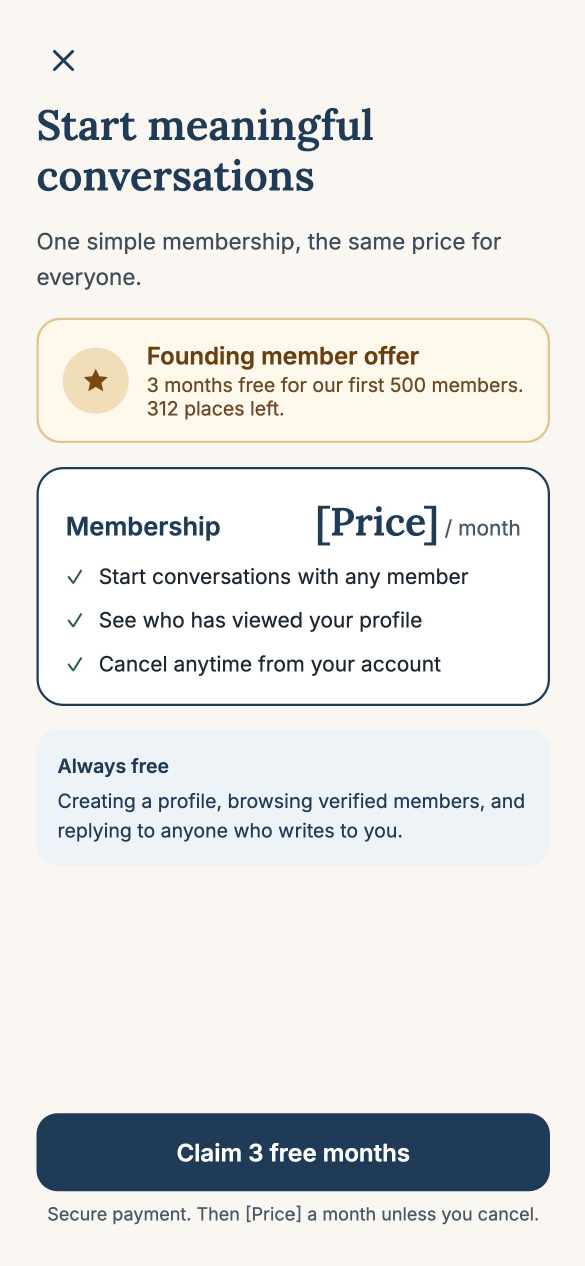 Start meaningful
conversations
One simple membership, the same price for
everyone.
Founding member offer
3 months free for our first 500 members.
312 places left.
Membership
[Price] / month
Start conversations with any member
See who has viewed your profile
Cancel anytime from your account
Always free
Creating a profile, browsing verified members, and
replying to anyone who writes to you.
Claim 3 free months
Secure payment. Then [Price] a month unless you cancel.